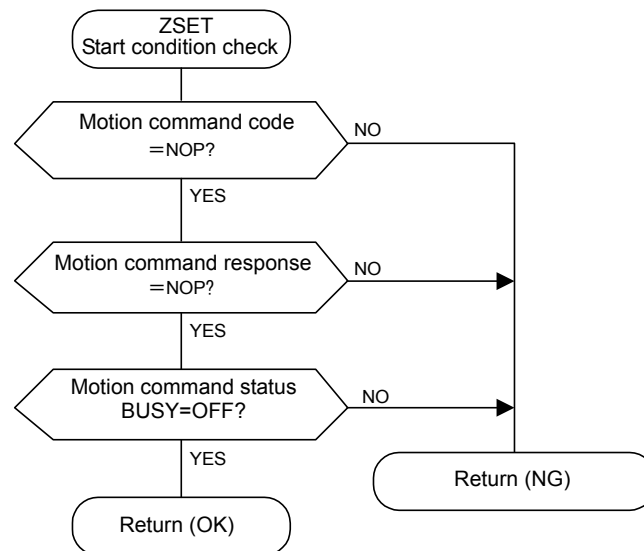 ZSET
Start condition check
Motion command code
=NOP?
NO
YES
Motion command response
=NOP?
NO
YES
Motion command status
BUSY=OFF?
NO
YES
Return (OK)
Return (NG)